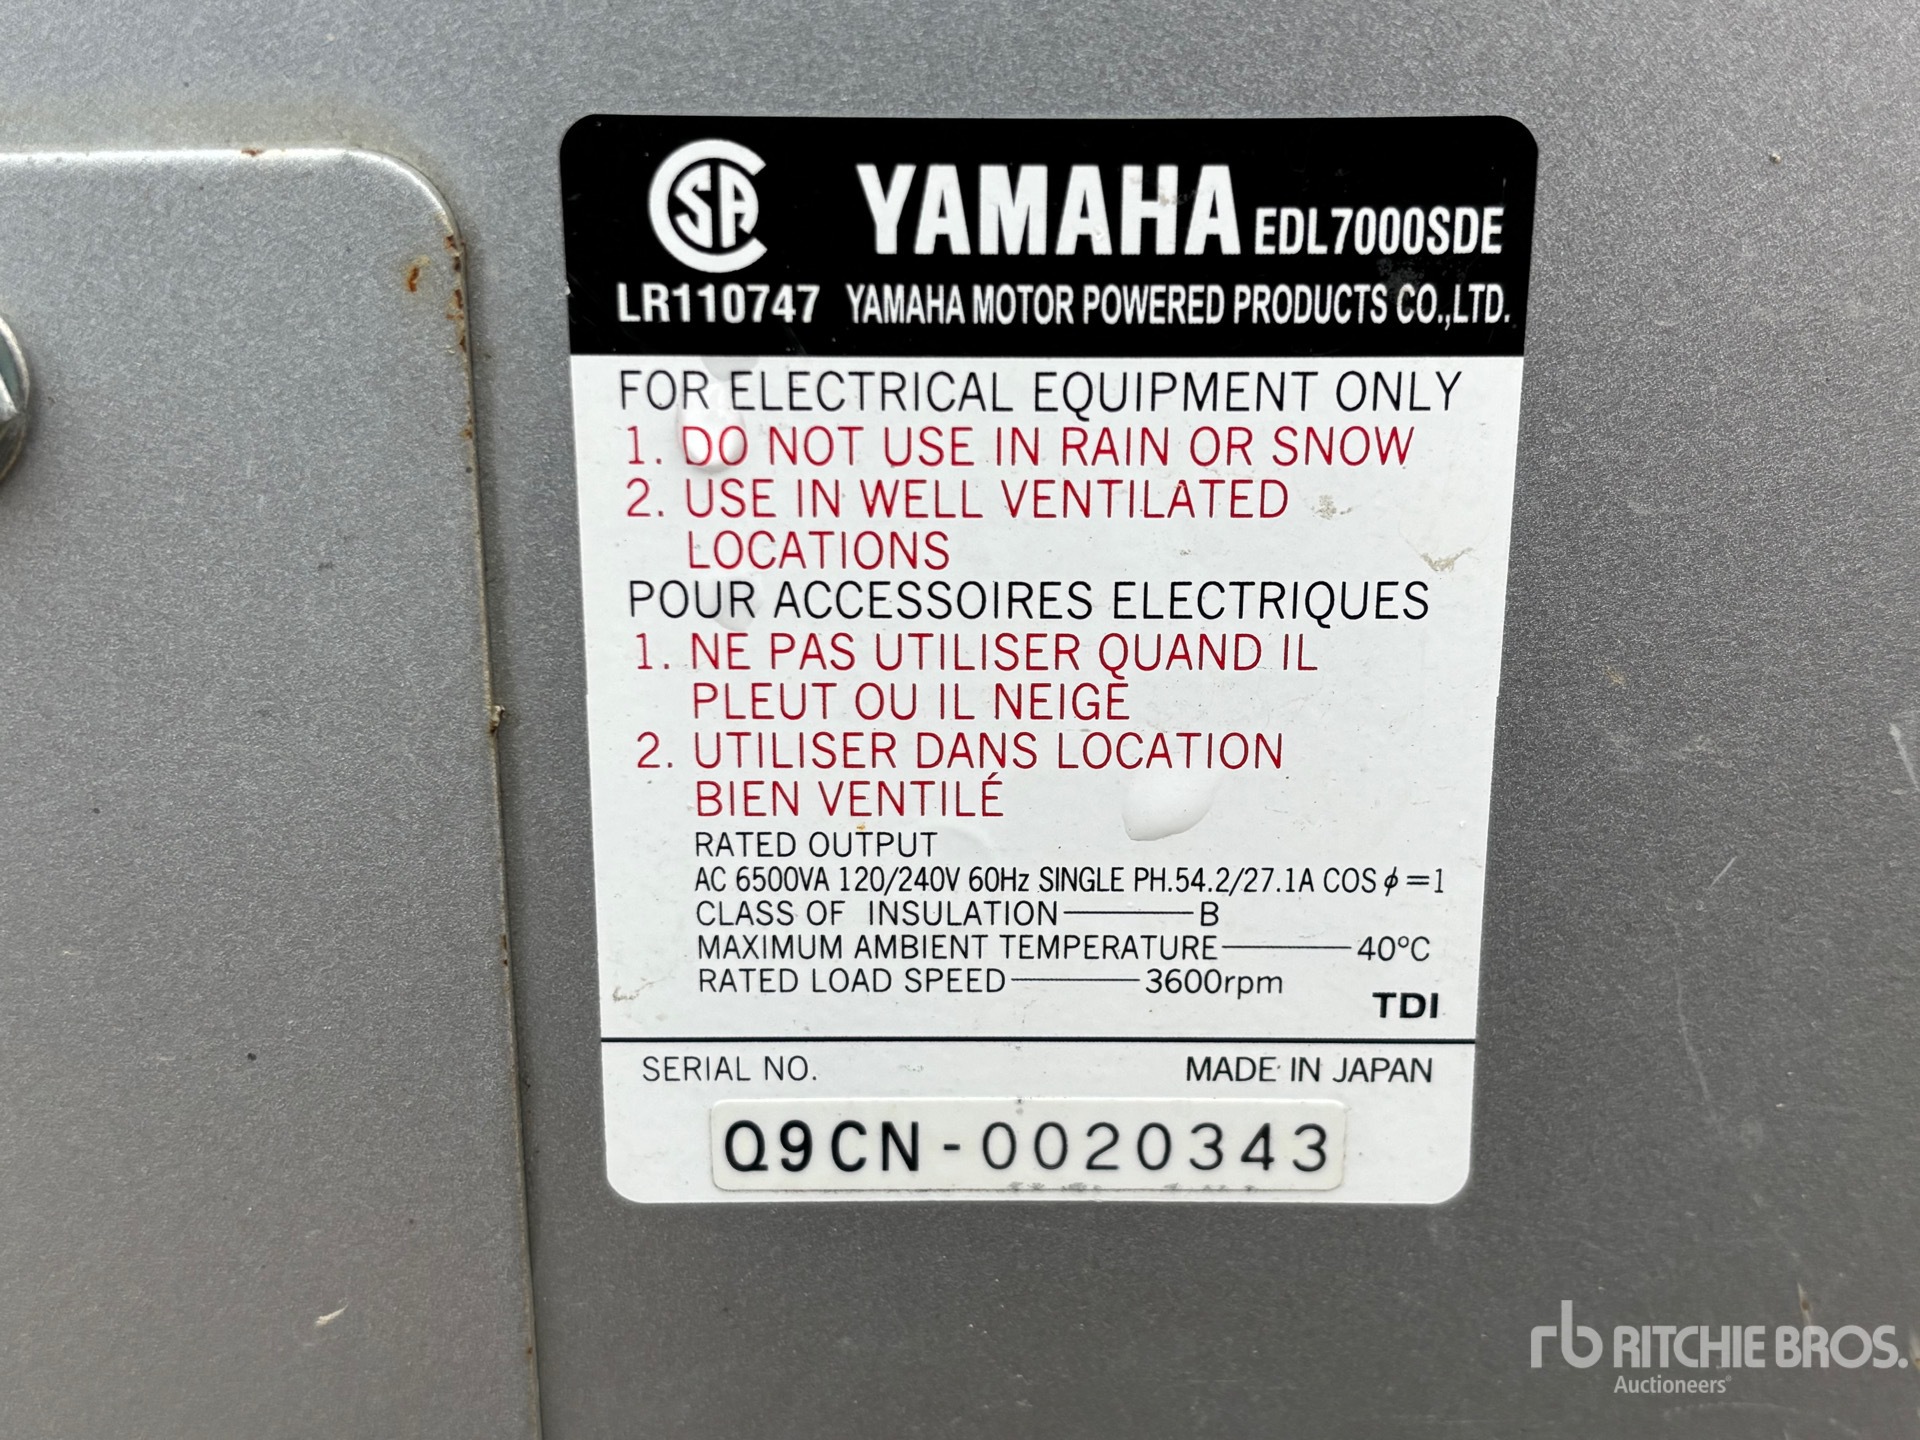 CSA YAMAHA EDL7000SDE
LR110747 YAMAHA MOTOR POWERED PRODUCTS CO.,LTD.
FOR ELECTRICAL EQUIPMENT ONLY
1. DO NOT USE IN RAIN OR SNOW
2. USE IN WELL VENTILATED
LOCATIONS
POUR ACCESSOIRES ELECTRIQUES
1. NE PAS UTILISER QUAND IL
PLEUT OU IL NEIGE
2. UTILISER DANS LOCATION
BIEN VENTILÉ
RATED OUTPUT
AC 6500VA 120/240V 60Hz SINGLE PH.54.2/27.1A COS ϕ=1
CLASS OF INSULATION—B
MAXIMUM AMBIENT TEMPERATURE—40°C
RATED LOAD SPEED—3600rpm
TDI
SERIAL NO. MADE IN JAPAN
Q9CN-0020343
rb RITCHIE BROS.
Auctioneers